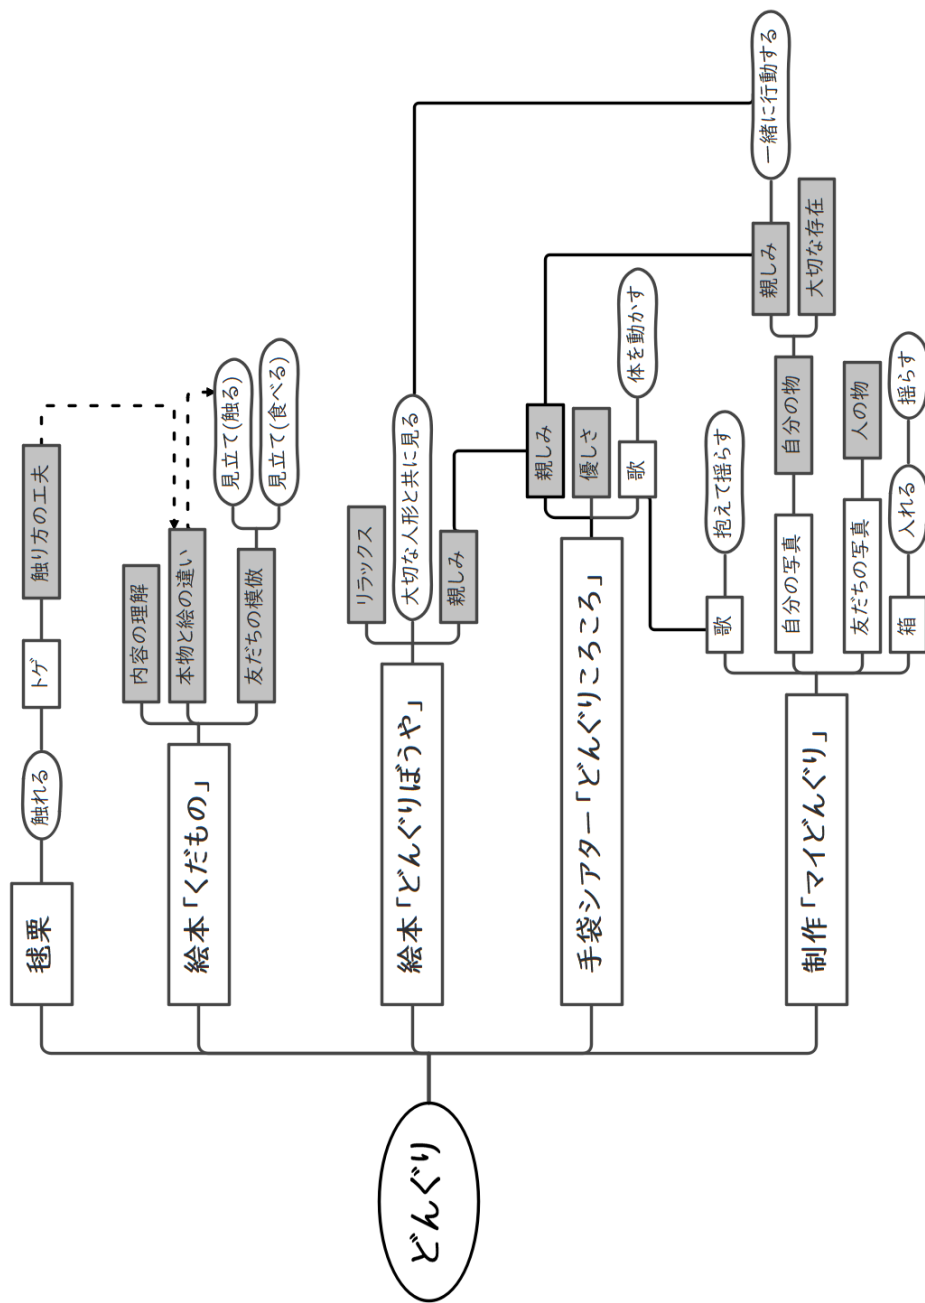 どんぐり
毬栗
触れる
トゲ
触り方の工夫
絵本「くだもの」
内容の理解
本物と絵の違い
友だちの模倣
見立て(触る)
見立て(食べる)
絵本「どんぐりぼうや」
リラックス
大切な人形と共に見る
親しみ
手袋シアター「どんぐりころころ」
親しみ
優しさ
歌
体を動かす
制作「マイどんぐり」
歌
抱えて揺らす
自分の写真
自分の物
親しみ
一緒に行動する
大切な存在
友だちの写真
人の物
箱
入れる
揺らす